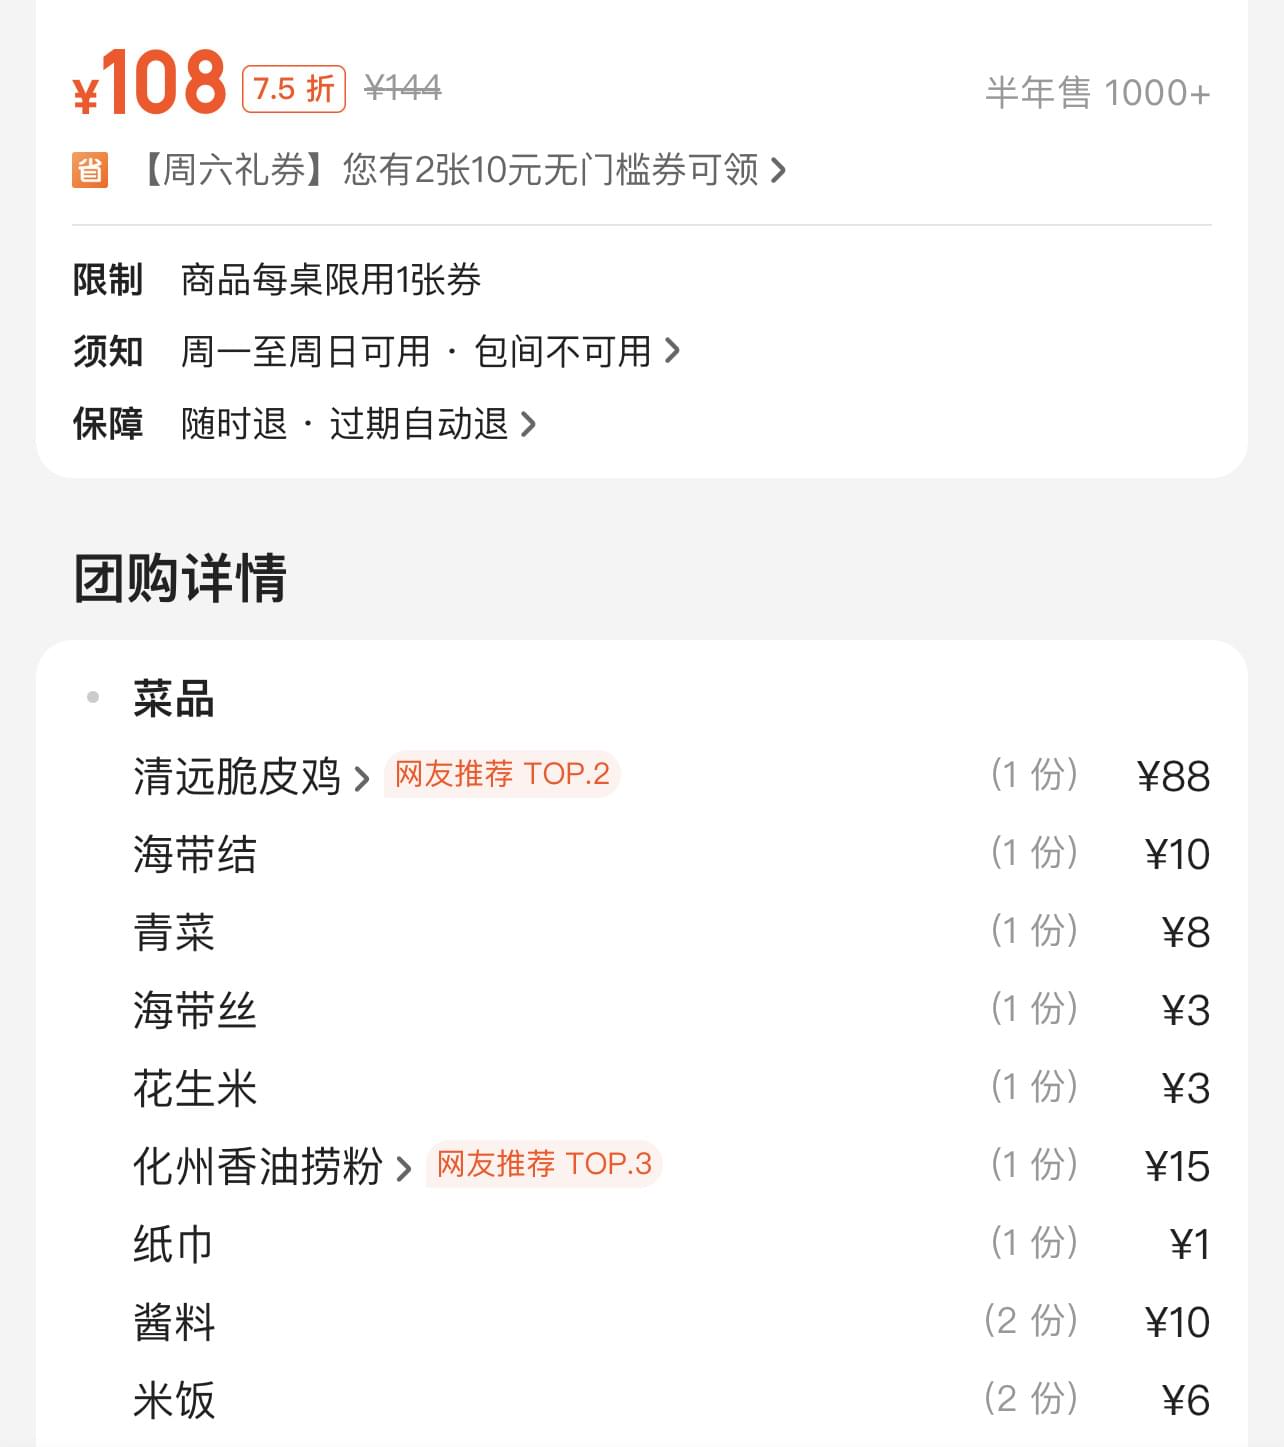 ¥108 7.5 折 ¥144 半年售 1000+
省 【周六礼券】您有2张10元无门槛券可领 >
限制 商品每桌限用1张券
须知 周一至周日可用 · 包间不可用 >
保障 随时退 · 过期自动退 >
团购详情
菜品
清远脆皮鸡 > 网友推荐 TOP.2 (1 份) ¥88
海带结 (1 份) ¥10
青菜 (1 份) ¥8
海带丝 (1 份) ¥3
花生米 (1 份) ¥3
化州香油捞粉 > 网友推荐 TOP.3 (1 份) ¥15
纸巾 (1 份) ¥1
酱料 (2 份) ¥10
米饭 (2 份) ¥6